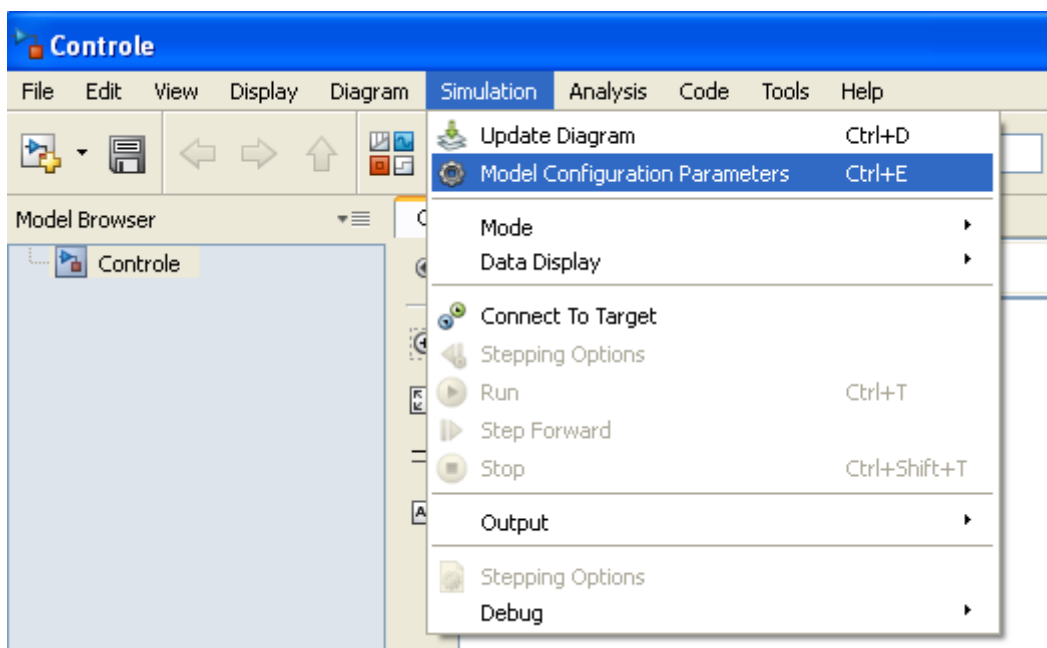 Controle
File Edit View Display Diagram Simulation Analysis Code Tools Help
Update Diagram Ctrl+D
Model Configuration Parameters Ctrl+E
Model Browser
Controle
Mode
Data Display
Connect To Target
Stepping Options
Run Ctrl+T
Step Forward
Stop Ctrl+Shift+T
Output
Stepping Options
Debug